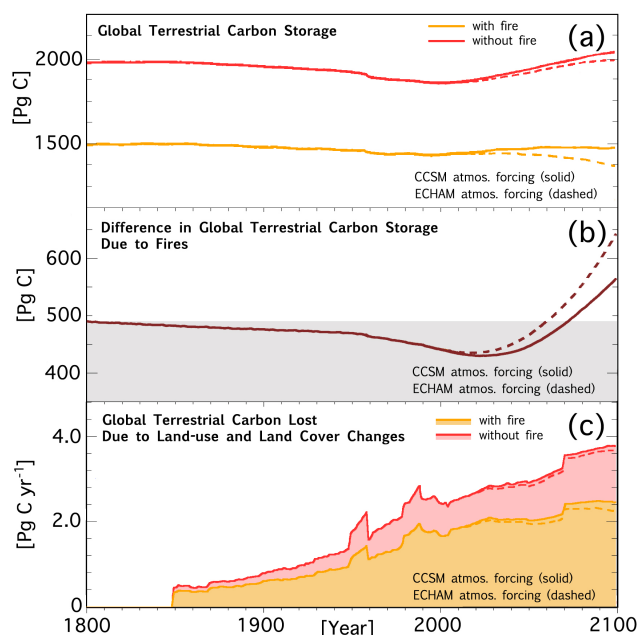 Global Terrestrial Carbon Storage
with fire
without fire
(a)
2000
1500
[Pg C]
CCSM atmos. forcing (solid)
ECHAM atmos. forcing (dashed)
Difference in Global Terrestrial Carbon Storage
Due to Fires
(b)
600
500
400
[Pg C]
CCSM atmos. forcing (solid)
ECHAM atmos. forcing (dashed)
Global Terrestrial Carbon Lost
Due to Land-use and Land Cover Changes
with fire
without fire
(c)
4.0
2.0
0
[Pg C yr⁻¹]
CCSM atmos. forcing (solid)
ECHAM atmos. forcing (dashed)
1800 1900 [Year] 2000 2100